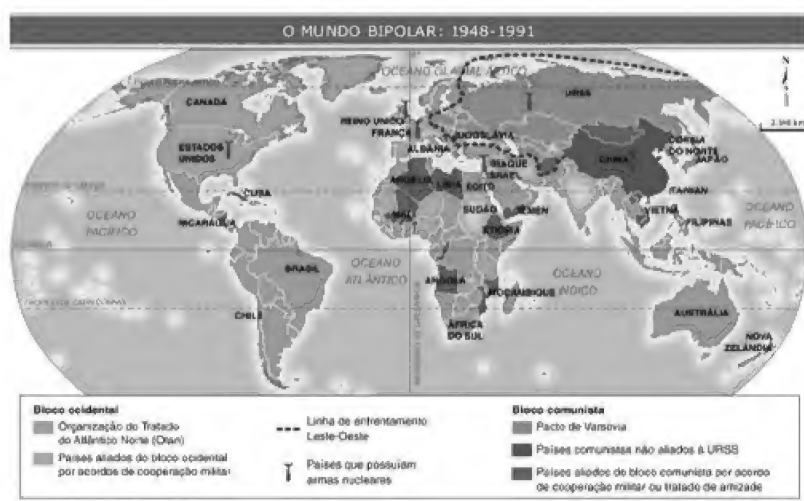 O MUNDO BIPOLAR: 1948-1991
OCEANO GLACIAL ÁRTICO
N
CANADÁ
URSS
REINO UNIDO
FRANÇA
ESTADOS
UNIDOS
ALBÂNIA
IUGOSLÁVIA
IRAQUE
ISRAEL
CHINA
COREIA
DO NORTE
JAPÃO
ARGÉLIA
LÍBIA
EGITO
TAIWAN
CUBA
MALI
SUDÃO
IÊMEN
VIETNÃ
FILIPINAS
NICARÁGUA
ETIÓPIA
OCEANO
PACÍFICO
OCEANO
PACÍFICO
BRASIL
OCEANO
ATLÂNTICO
OCEANO
ÍNDICO
ANGOLA
MOÇAMBIQUE
CHILE
ÁFRICA
DO SUL
AUSTRÁLIA
NOVA
ZELÂNDIA
Bloco ocidental
Organização do Tratado
do Atlântico Norte (Otan)
Países aliados do bloco ocidental
por acordos de cooperação militar
Linha de enfrentamento
Leste-Oeste
Países que possuíam
armas nucleares
Bloco comunista
Pacto de Varsóvia
Países comunistas não aliados à URSS
Países aliados do bloco comunista por acordo
de cooperação militar ou tratado de amizade